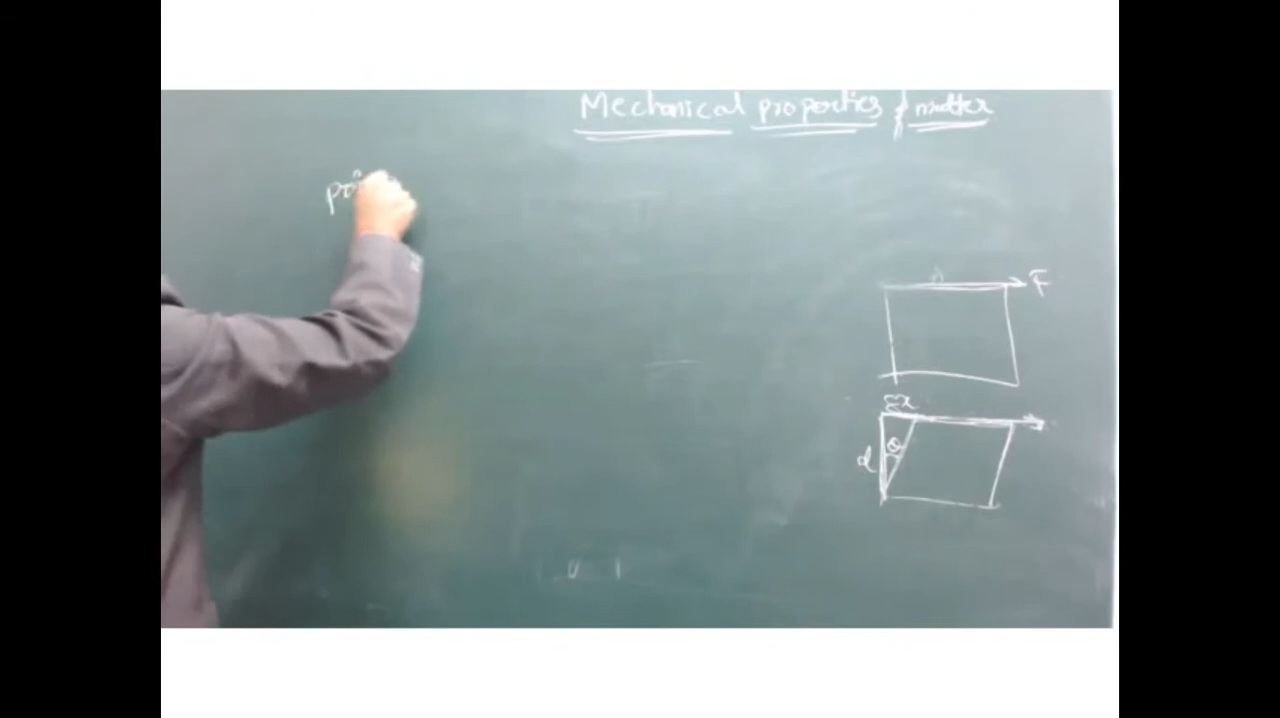 Mechanical properties of matter
A
F
x
θ
d